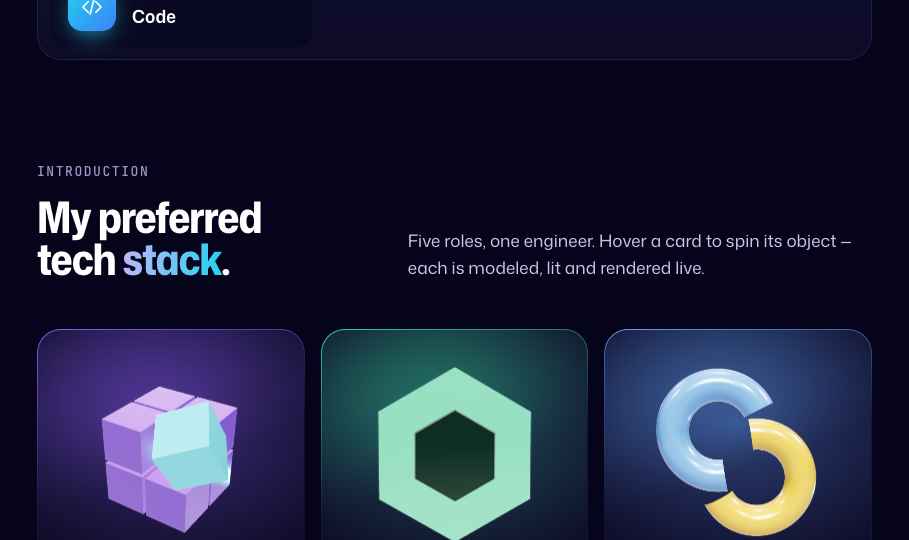 Code
INTRODUCTION
My preferred
tech stack.
Five roles, one engineer. Hover a card to spin its object —
each is modeled, lit and rendered live.